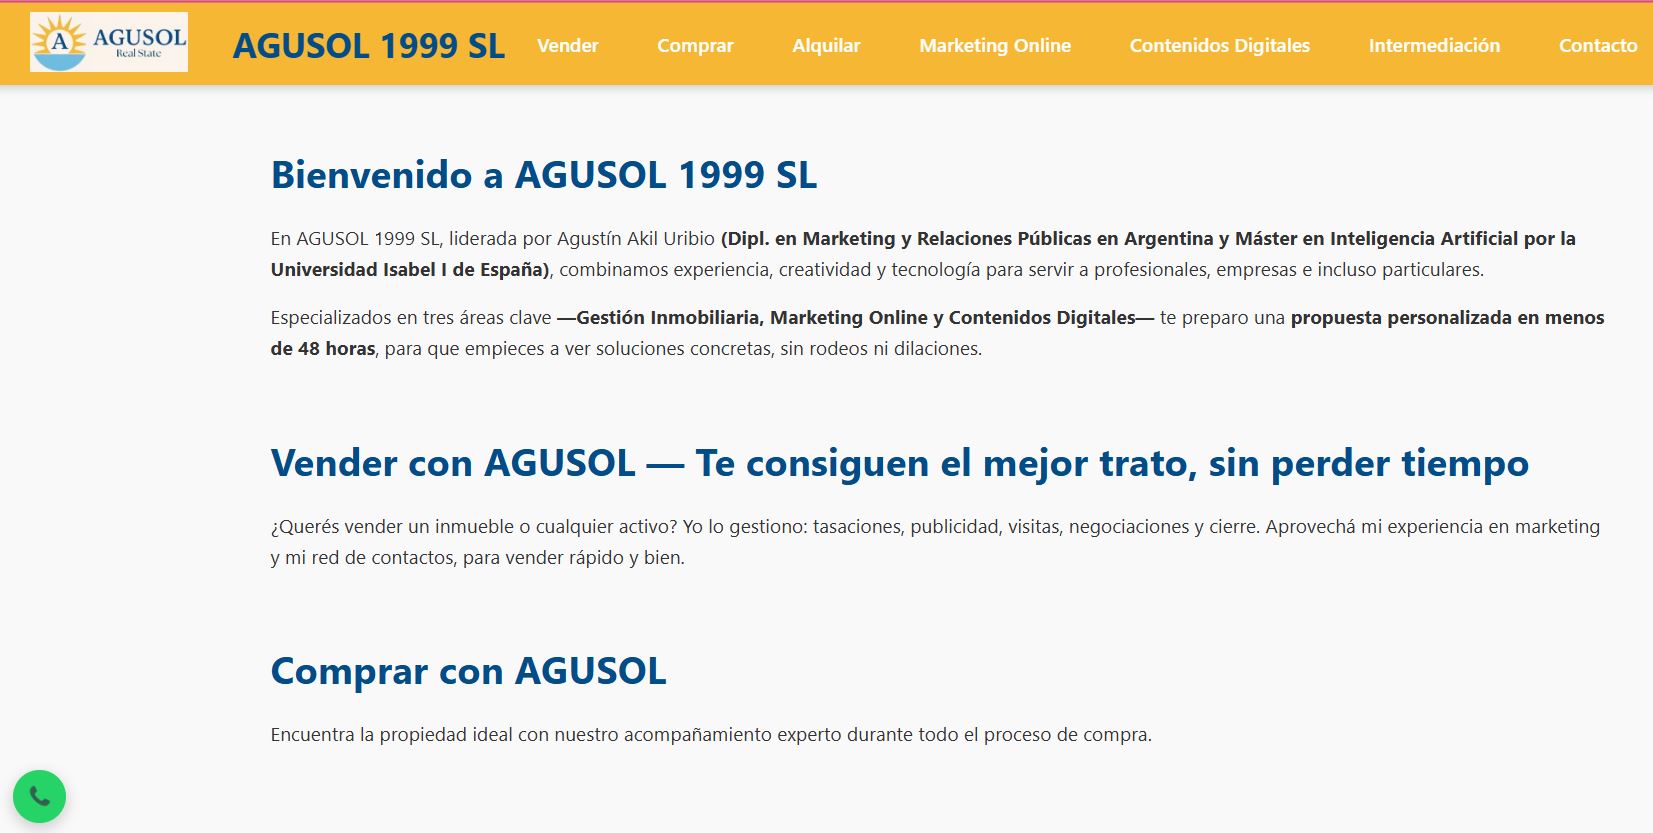 A AGUSOL
Real State
AGUSOL 1999 SL
Vender
Comprar
Alquilar
Marketing Online
Contenidos Digitales
Intermediación
Contacto
Bienvenido a AGUSOL 1999 SL
En AGUSOL 1999 SL, liderada por Agustín Akil Uribio (Dipl. en Marketing y Relaciones Públicas en Argentina y Máster en Inteligencia Artificial por la
Universidad Isabel I de España), combinamos experiencia, creatividad y tecnología para servir a profesionales, empresas e incluso particulares.
Especializados en tres áreas clave —Gestión Inmobiliaria, Marketing Online y Contenidos Digitales— te preparo una propuesta personalizada en menos
de 48 horas, para que empieces a ver soluciones concretas, sin rodeos ni dilaciones.
Vender con AGUSOL — Te consiguen el mejor trato, sin perder tiempo
¿Querés vender un inmueble o cualquier activo? Yo lo gestiono: tasaciones, publicidad, visitas, negociaciones y cierre. Aprovechá mi experiencia en marketing
y mi red de contactos, para vender rápido y bien.
Comprar con AGUSOL
Encuentra la propiedad ideal con nuestro acompañamiento experto durante todo el proceso de compra.